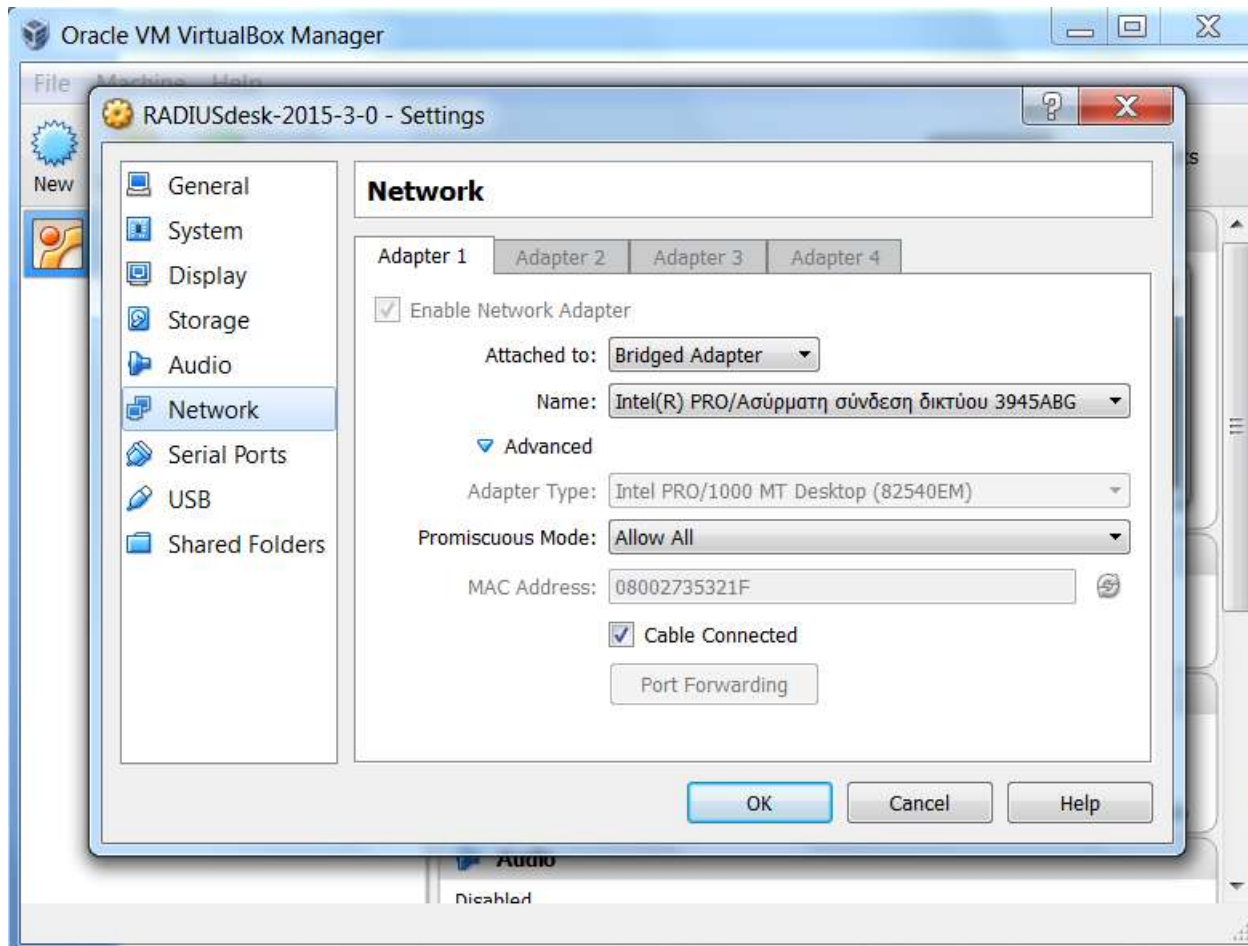 Oracle VM VirtualBox Manager
File Machine Help
RADIUSdesk-2015-3-0 - Settings
New
General
System
Display
Storage
Audio
Network
Serial Ports
USB
Shared Folders
Network
Adapter 1 Adapter 2 Adapter 3 Adapter 4
Enable Network Adapter
Attached to: Bridged Adapter
Name: Intel(R) PRO/Ασύρματη σύνδεση δικτύου 3945ABG
Advanced
Adapter Type: Intel PRO/1000 MT Desktop (82540EM)
Promiscuous Mode: Allow All
MAC Address: 08002735321F
Cable Connected
Port Forwarding
OK Cancel Help
Audio
Disabled